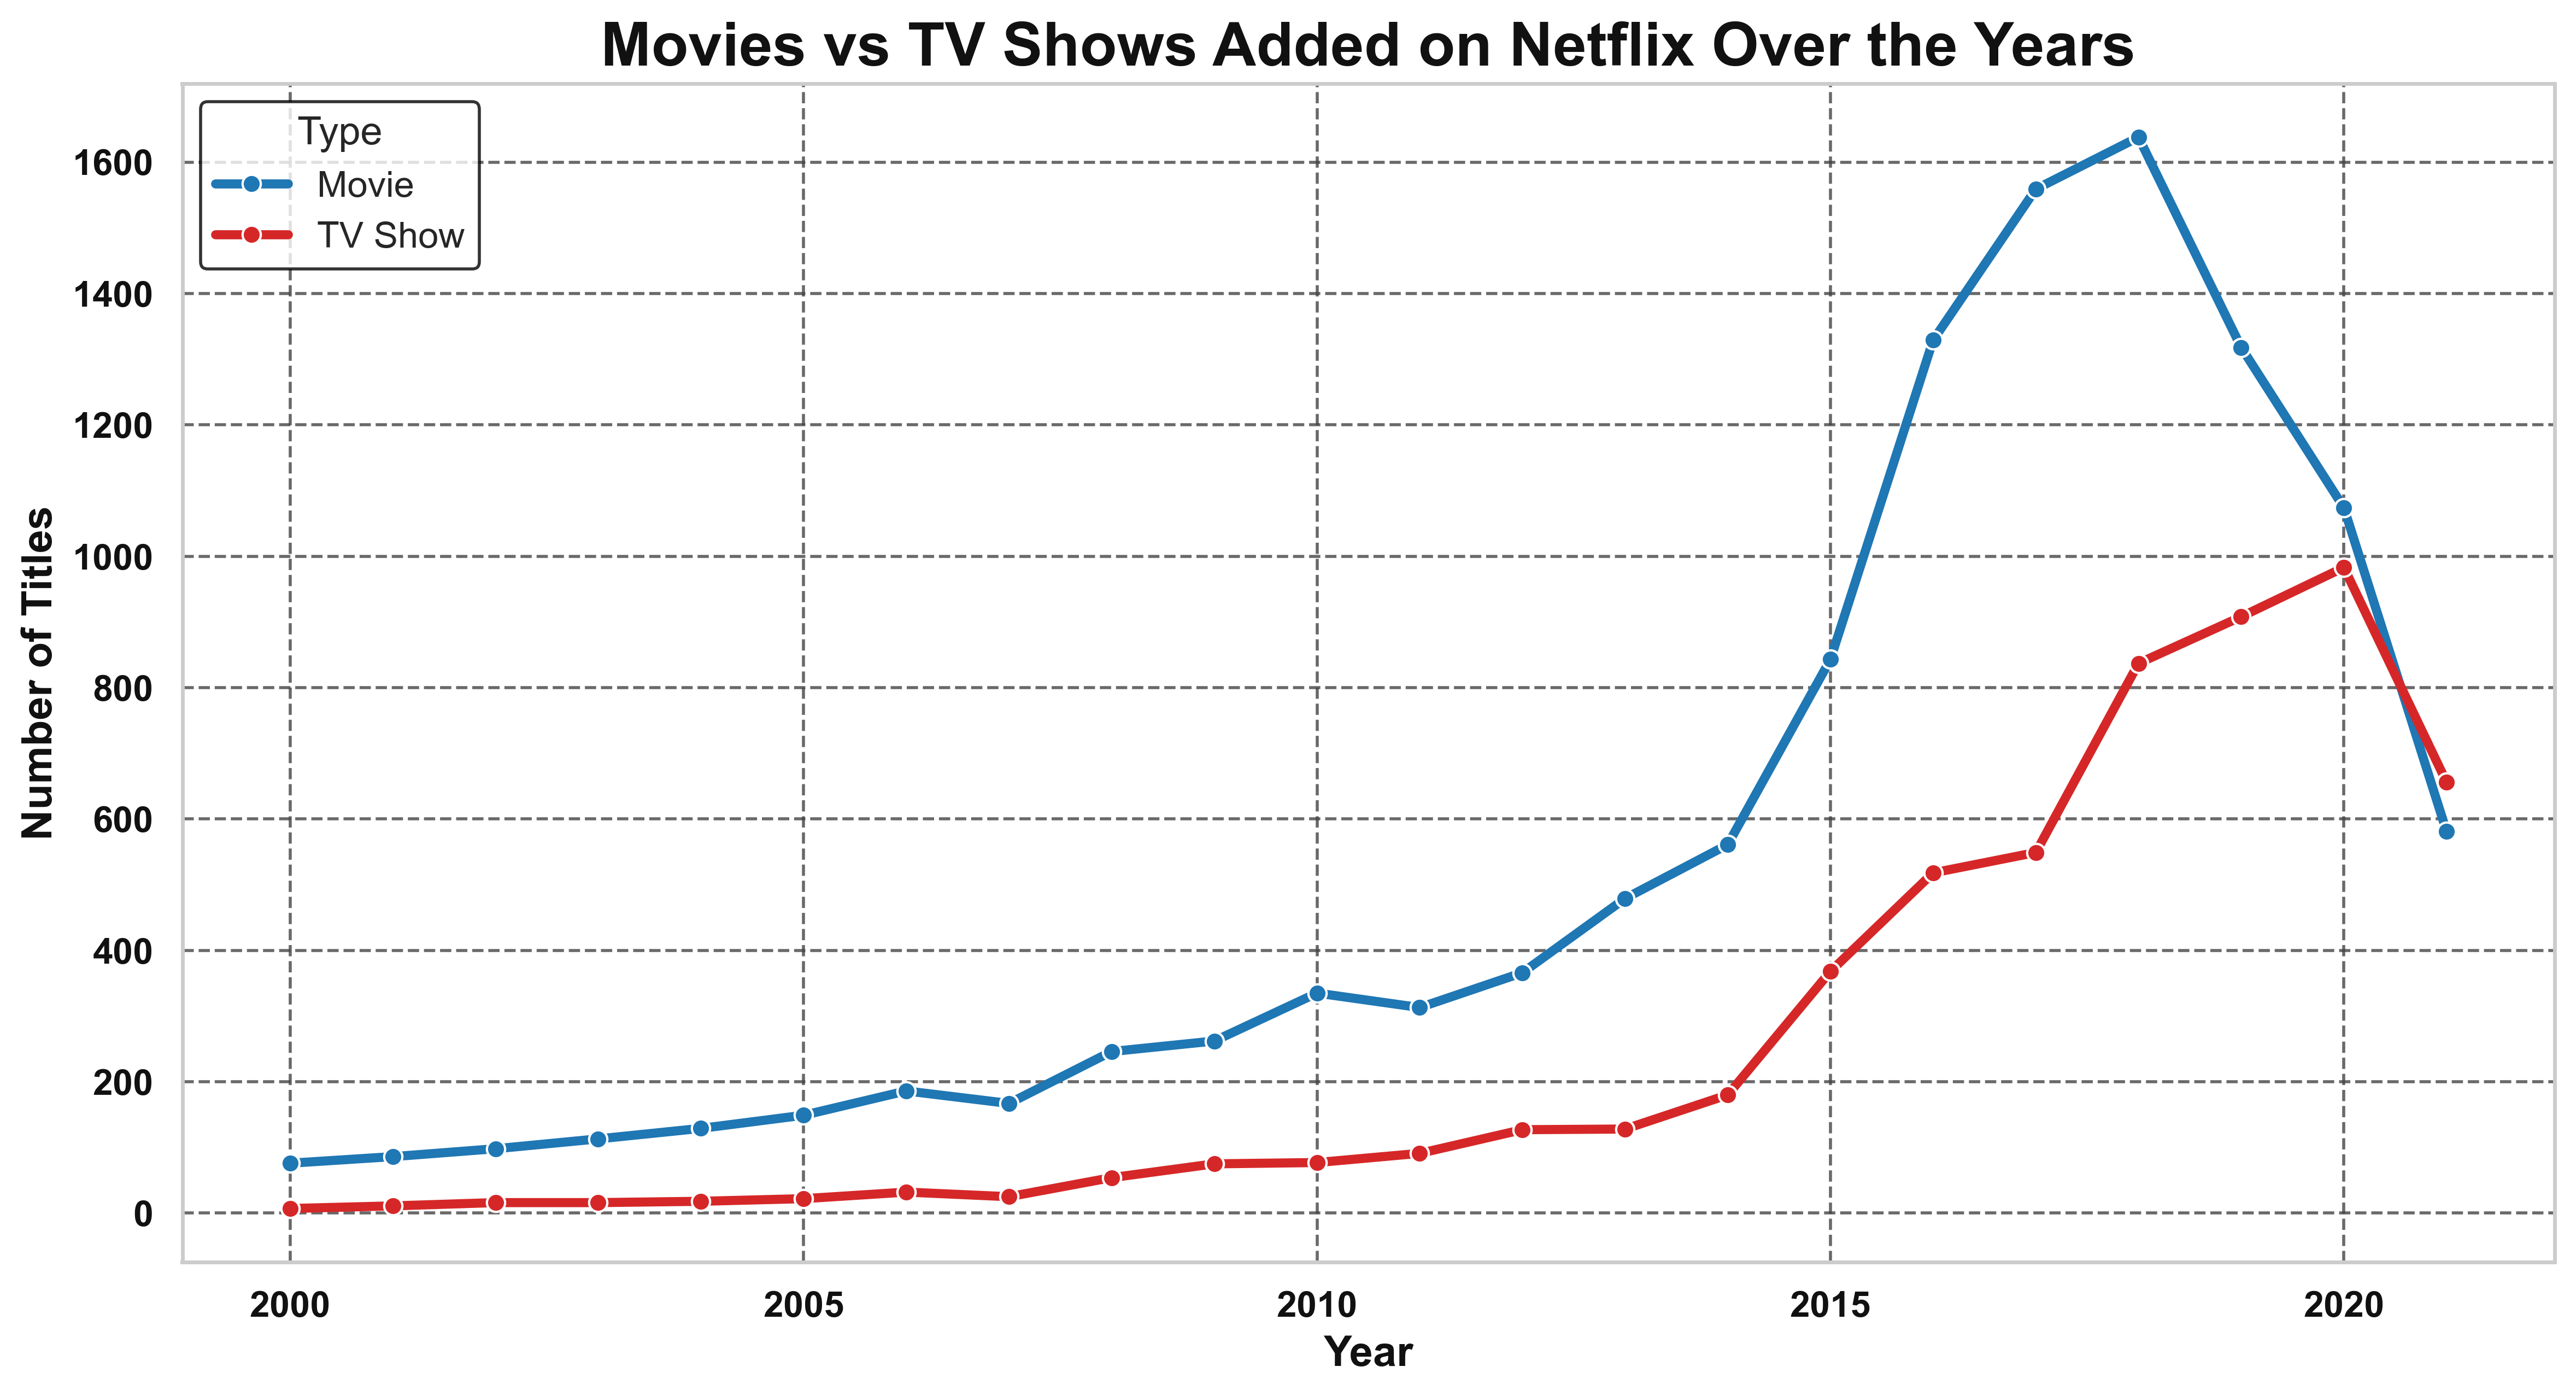 Movies vs TV Shows Added on Netflix Over the Years
Type
Movie
TV Show
1600
1400
1200
1000
800
600
400
200
0
Number of Titles
2000 2005 2010 2015 2020
Year